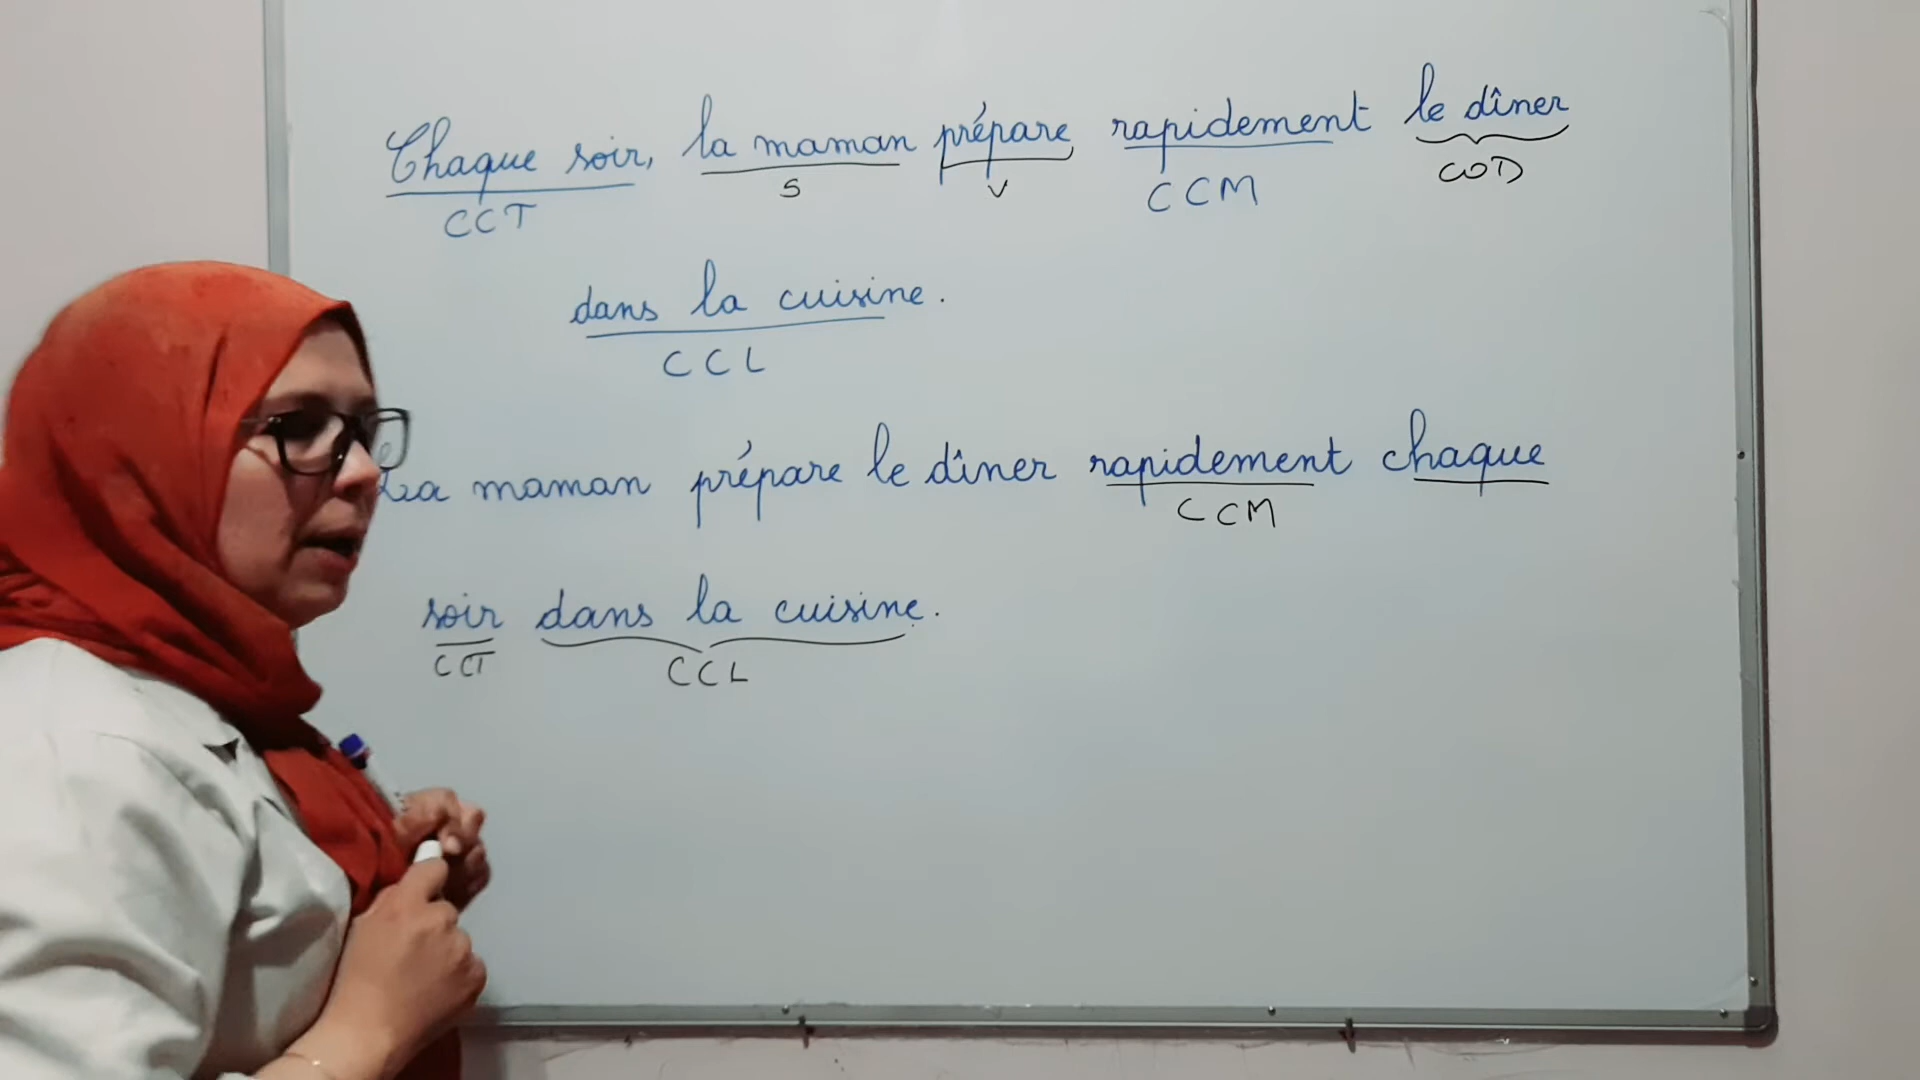 Chaque soir, la maman prépare rapidement le dîner
CCT S V CCM COD
dans la cuisine.
CCL
La maman prépare le dîner rapidement chaque
CCM
soir dans la cuisine.
CCT CCL